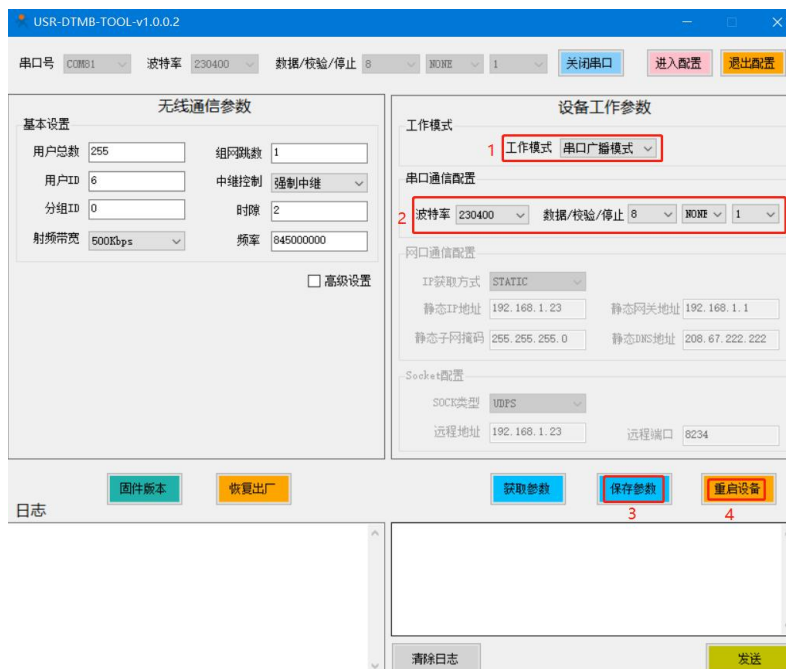 USR-DTMB-TOOL-v1.0.0.2
串口号 COM81 波特率 230400 数据/校验/停止 8 NONE 1 关闭串口 进入配置 退出配置
无线通信参数
基本设置
用户总数 255 组网跳数 1
用户ID 6 中继控制 强制中继
分组ID 0 时隙 2
射频带宽 500Kbps 频率 845000000
高级设置
设备工作参数
工作模式
1 工作模式 串口广播模式
串口通信配置
2 波特率 230400 数据/校验/停止 8 NONE 1
网口通信配置
IP获取方式 STATIC
静态IP地址 192.168.1.23 静态网关地址 192.168.1.1
静态子网掩码 255.255.255.0 静态DNS地址 208.67.222.222
Socket配置
SOCK类型 UDPS
远程地址 192.168.1.23 远程端口 8234
固件版本 恢复出厂 获取参数 保存参数 重启设备
3 4
日志
清除日志 发送